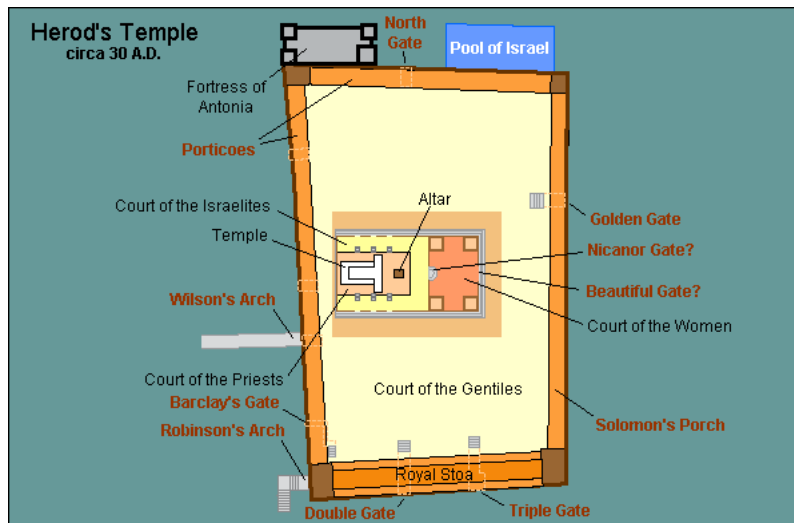 Herod's Temple
circa 30 A.D.
North
Gate
Pool of Israel
Fortress of
Antonia
Porticoes
Court of the Israelites
Altar
Temple
Golden Gate
Nicanor Gate?
Beautiful Gate?
Wilson's Arch
Court of the Women
Court of the Priests
Court of the Gentiles
Barclay's Gate
Solomon's Porch
Robinson's Arch
Royal Stoa
Double Gate
Triple Gate